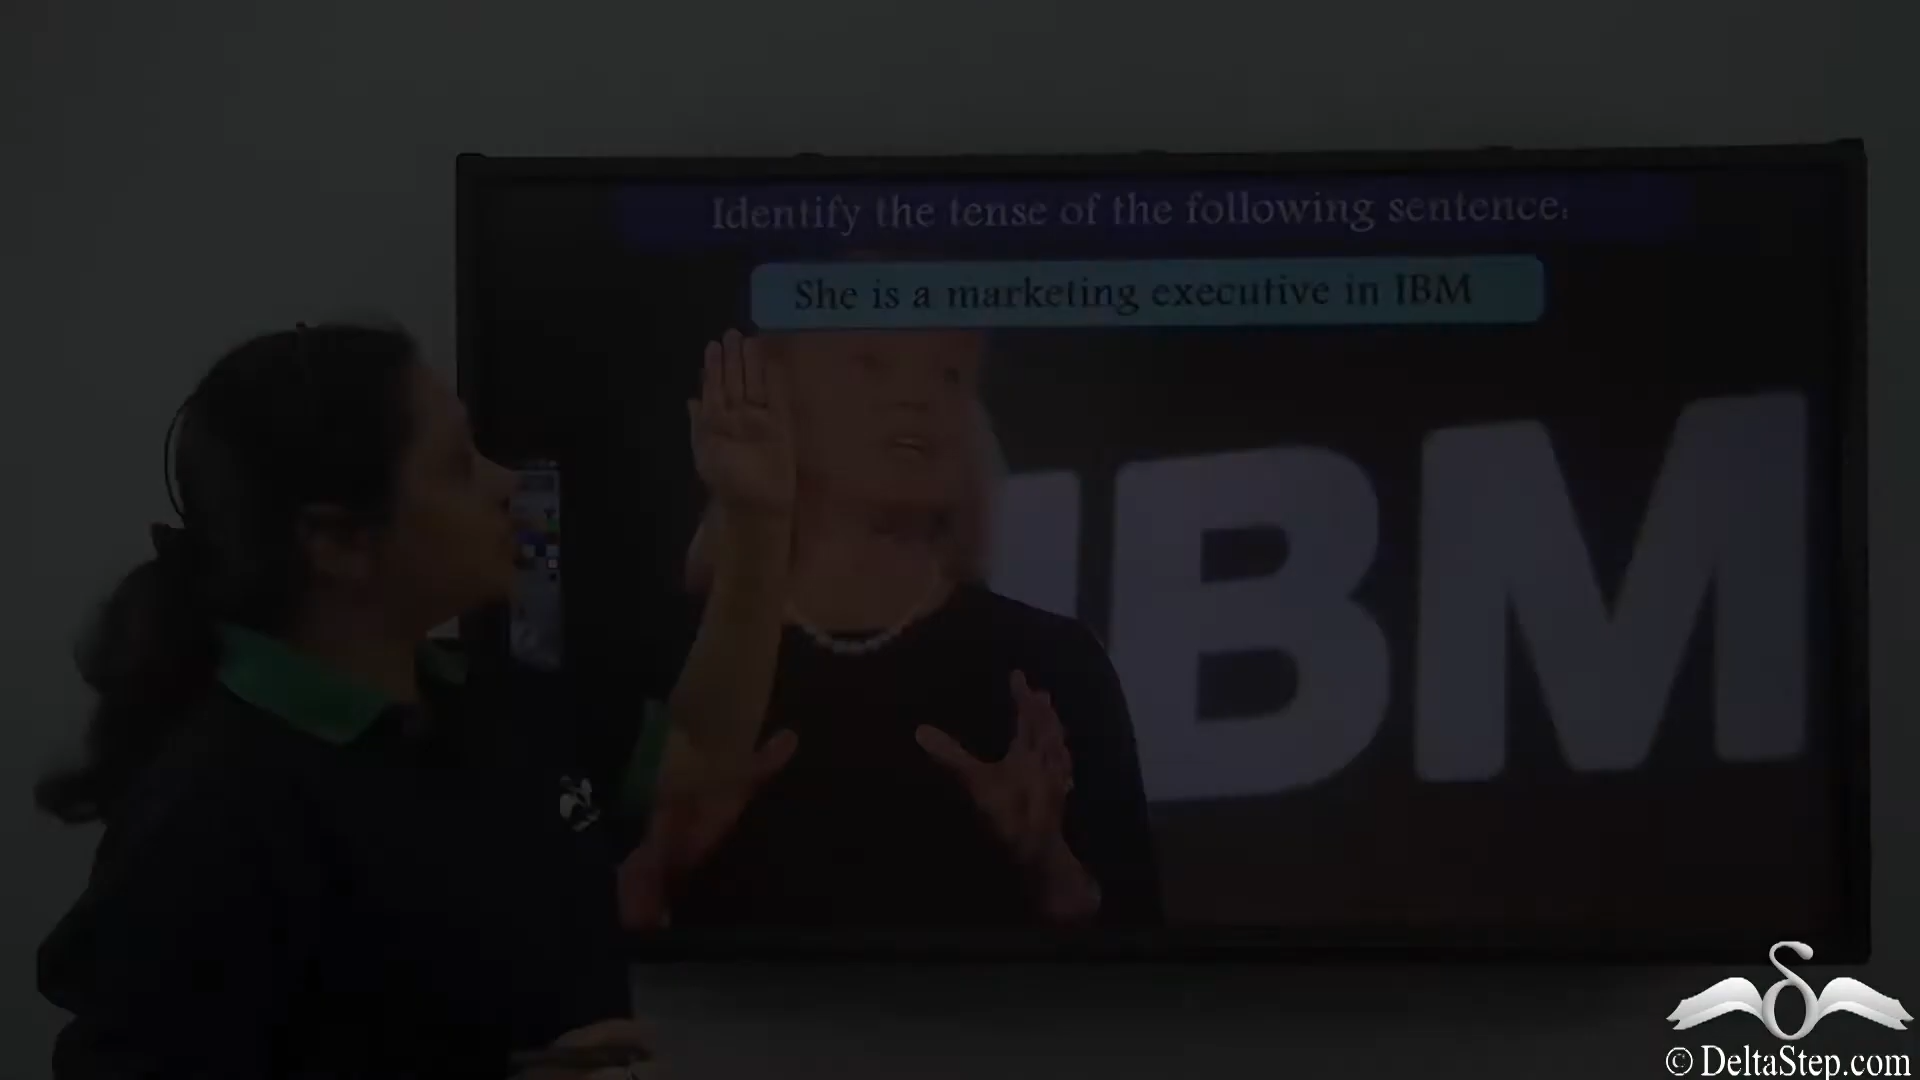 Identify the tense of the following sentence:
She is a marketing executive in IBM
IBM
© DeltaStep.com